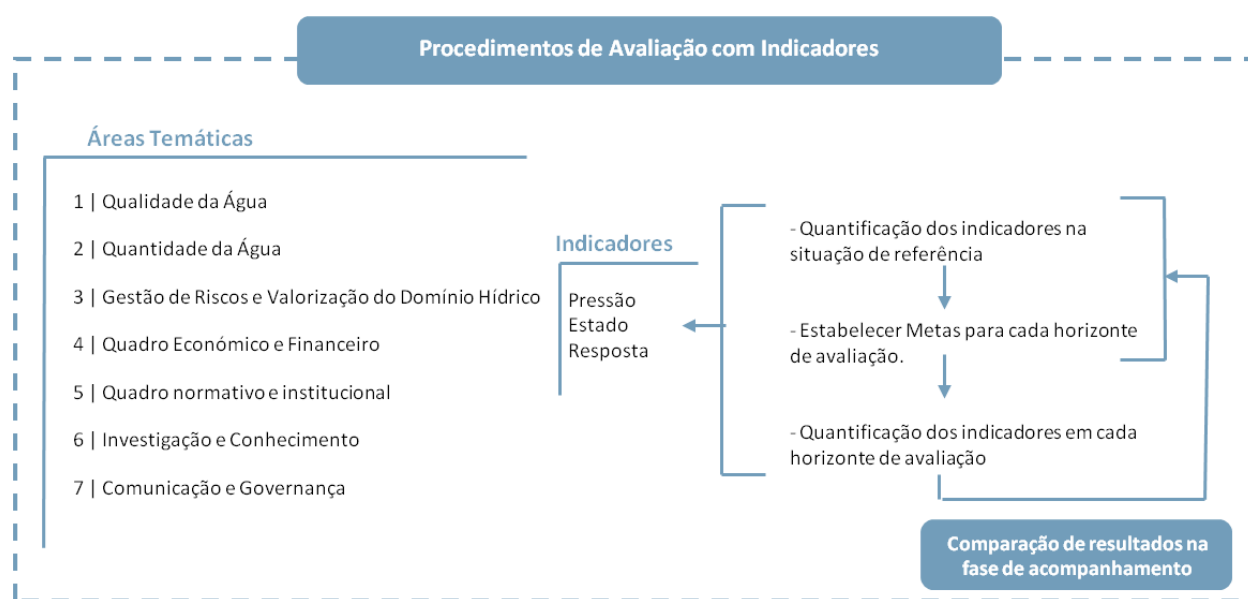 Procedimentos de Avaliação com Indicadores
Áreas Temáticas
1 | Qualidade da Água
2 | Quantidade da Água
3 | Gestão de Riscos e Valorização do Domínio Hídrico
4 | Quadro Económico e Financeiro
5 | Quadro normativo e institucional
6 | Investigação e Conhecimento
7 | Comunicação e Governança
Indicadores
Pressão
Estado
Resposta
- Quantificação dos indicadores na
situação de referência
- Estabelecer Metas para cada horizonte
de avaliação.
- Quantificação dos indicadores em cada
horizonte de avaliação
Comparação de resultados na
fase de acompanhamento